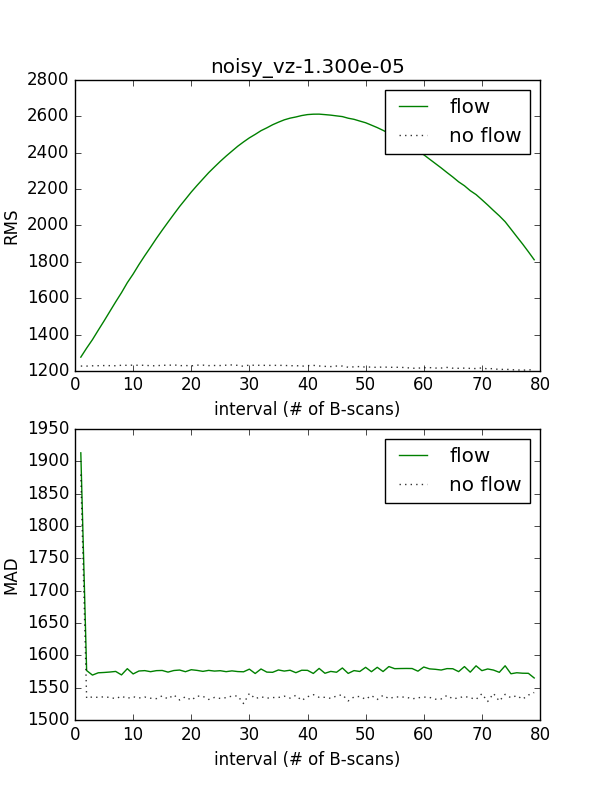 noisy_vz-1.300e-05
2800
2600
2400
2200
2000
1800
1600
1400
1200
RMS
flow
no flow
0 10 20 30 40 50 60 70 80
interval (# of B-scans)
1950
1900
1850
1800
1750
1700
1650
1600
1550
1500
MAD
flow
no flow
0 10 20 30 40 50 60 70 80
interval (# of B-scans)